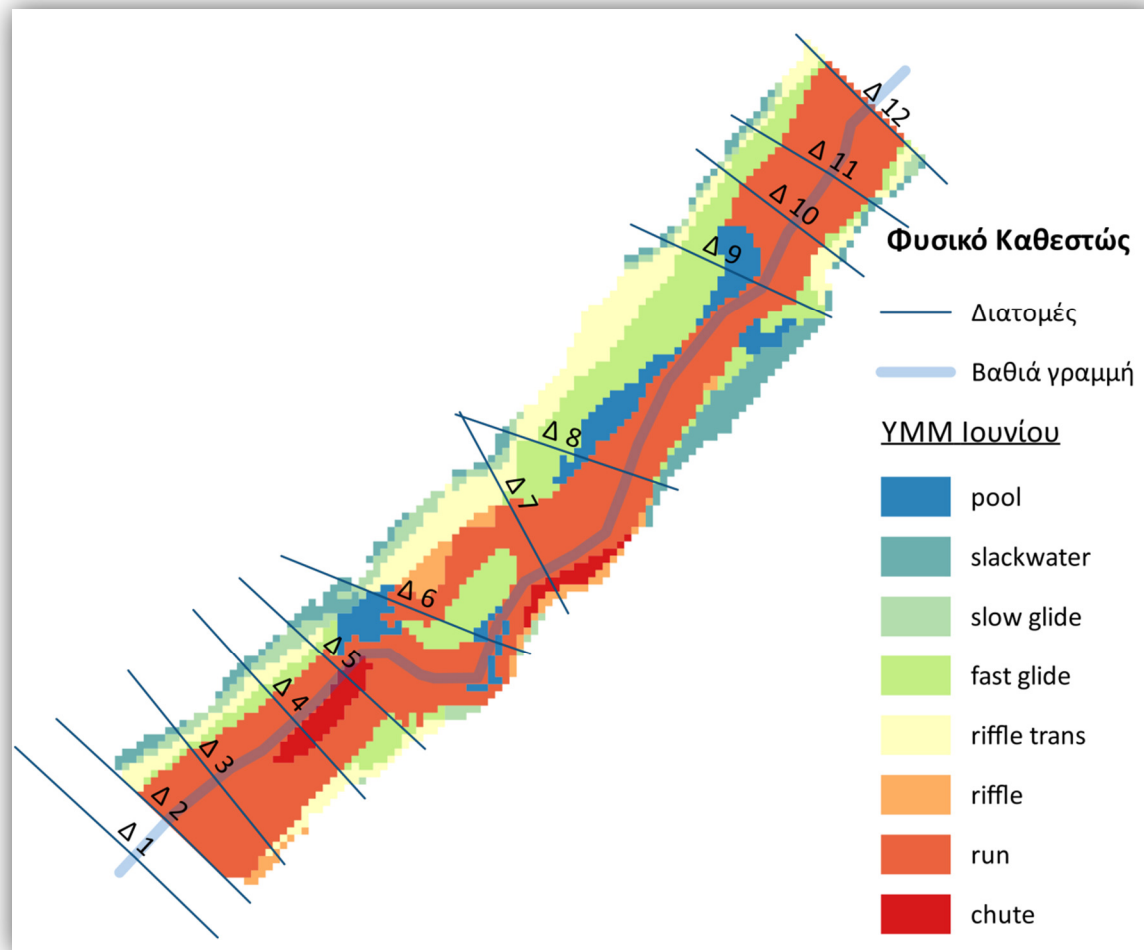 Δ 12
Δ 11
Δ 10
Δ 9
Δ 8
Δ 7
Δ 6
Δ 5
Δ 4
Δ 3
Δ 2
Δ 1
Φυσικό Καθεστώς
Διατομές
Βαθιά γραμμή
ΥΜΜ Ιουνίου
pool
slackwater
slow glide
fast glide
riffle trans
riffle
run
chute